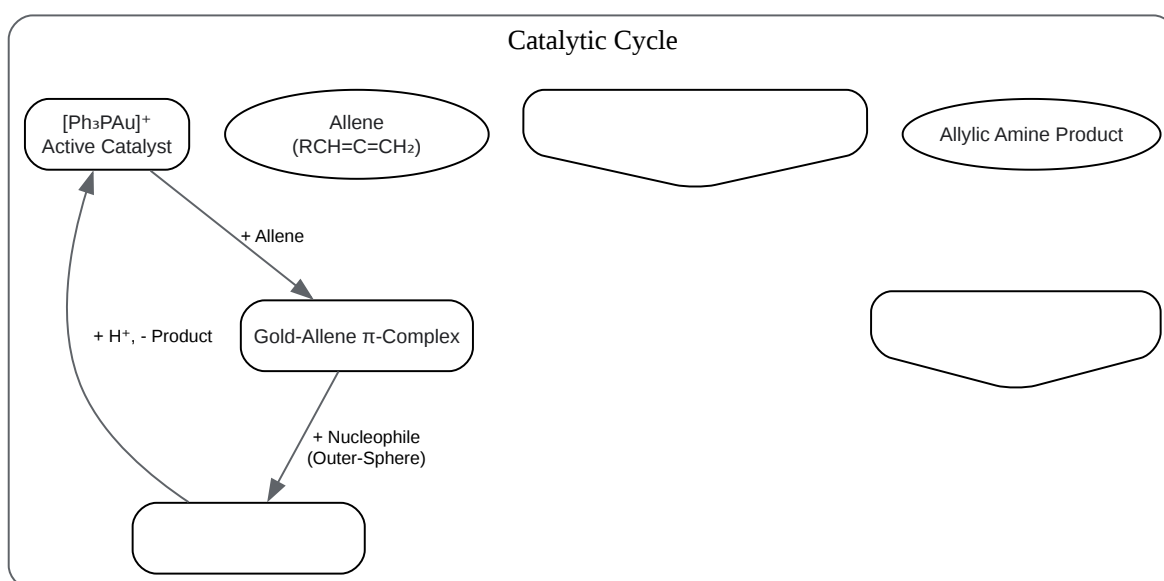 Catalytic Cycle
[Ph₃PAu]⁺
Active Catalyst
Allene
(RCH=C=CH₂)
Allylic Amine Product
+ Allene
+ H⁺, - Product
Gold-Allene π-Complex
+ Nucleophile
(Outer-Sphere)